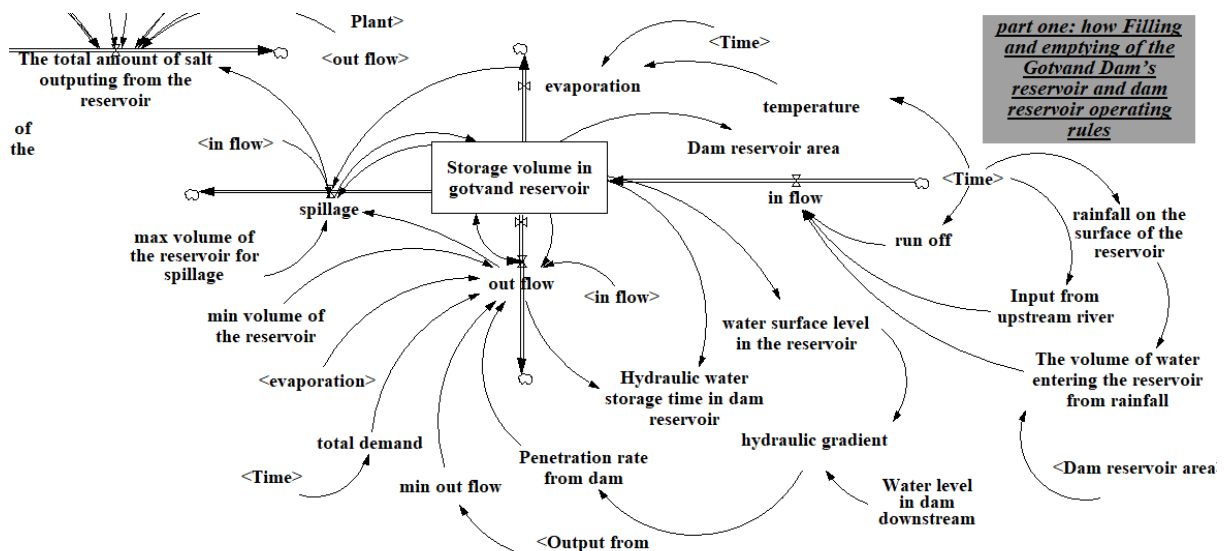 Plant
<out flow>
The total amount of salt
outputing from the
reservoir
of
the
<in flow>
spillage
max volume of
the reservoir for
spillage
min volume of
the reservoir
<evaporation>
total demand
<Time>
min out flow
<Output from
Penetration rate
from dam
out flow
<in flow>
Storage volume in
gotvand reservoir
evaporation
<Time>
temperature
Dam reservoir area
in flow
<Time>
run off
rainfall on the
surface of the
reservoir
Input from
upstream river
The volume of water
entering the reservoir
from rainfall
<Dam reservoir area>
water surface level
in the reservoir
Hydraulic water
storage time in dam
reservoir
hydraulic gradient
Water level
in dam
downstream
part one: how Filling
and emptying of the
Gotvand Dam's
reservoir and dam
reservoir operating
rules